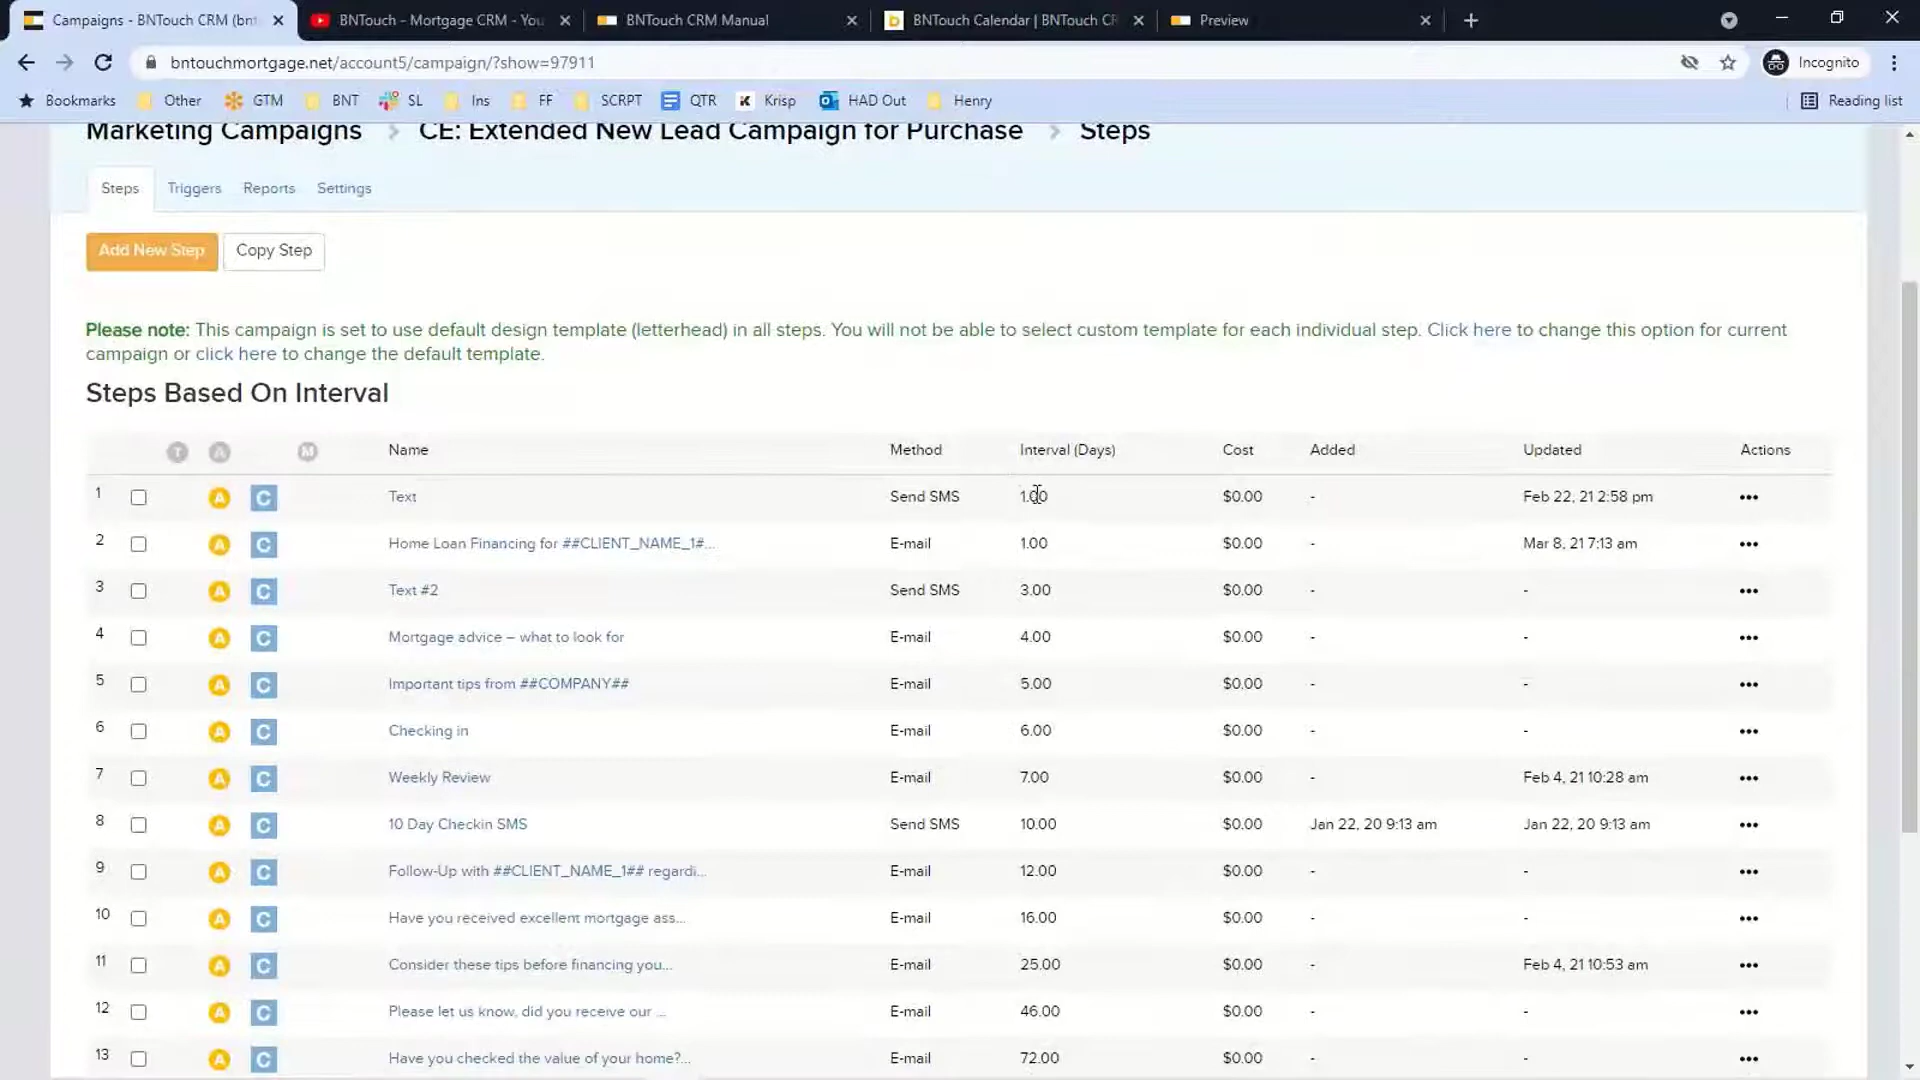 Campaigns - BNTouch CRM (bnt
BNTouch - Mortgage CRM - You
BNTouch CRM Manual
BNTouch Calendar | BNTouch CR
Preview
bntouchmortgage.net/account5/campaign/?show=97911
Incognito
Bookmarks Other GTM BNT SL Ins FF SCRPT QTR Krisp HAD Out Henry Reading list
Marketing Campaigns > CE: Extended New Lead Campaign for Purchase > Steps
Steps Triggers Reports Settings
Add New Step Copy Step
Please note: This campaign is set to use default design template (letterhead) in all steps. You will not be able to select custom template for each individual step. Click here to change this option for current
campaign or click here to change the default template.
Steps Based On Interval
T A M Name Method Interval (Days) Cost Added Updated Actions
1 A C Text Send SMS 1.00 $0.00 - Feb 22, 21 2:58 pm •••
2 A C Home Loan Financing for ##CLIENT_NAME_1#... E-mail 1.00 $0.00 - Mar 8, 21 7:13 am •••
3 A C Text #2 Send SMS 3.00 $0.00 - - •••
4 A C Mortgage advice – what to look for E-mail 4.00 $0.00 - - •••
5 A C Important tips from ##COMPANY## E-mail 5.00 $0.00 - - •••
6 A C Checking in E-mail 6.00 $0.00 - - •••
7 A C Weekly Review E-mail 7.00 $0.00 - Feb 4, 21 10:28 am •••
8 A C 10 Day Checkin SMS Send SMS 10.00 $0.00 Jan 22, 20 9:13 am Jan 22, 20 9:13 am •••
9 A C Follow-Up with ##CLIENT_NAME_1## regardi... E-mail 12.00 $0.00 - - •••
10 A C Have you received excellent mortgage ass... E-mail 16.00 $0.00 - - •••
11 A C Consider these tips before financing you... E-mail 25.00 $0.00 - Feb 4, 21 10:53 am •••
12 A C Please let us know, did you receive our ... E-mail 46.00 $0.00 - - •••
13 A C Have you checked the value of your home?... E-mail 72.00 $0.00 - - •••